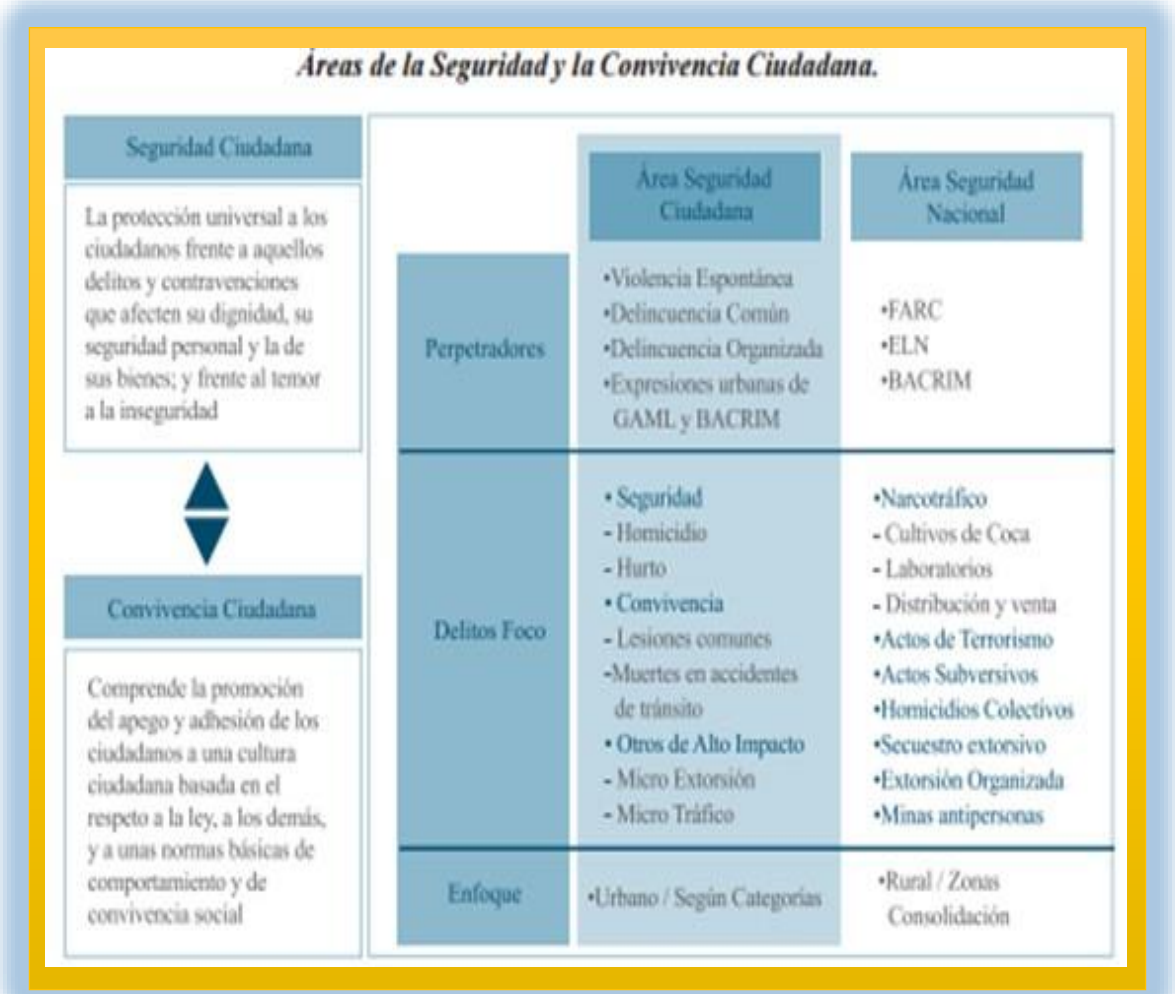 Áreas de la Seguridad y la Convivencia Ciudadana.
Seguridad Ciudadana
La protección universal a los
ciudadanos frente a aquellos
delitos y contravenciones
que afecten su dignidad, su
seguridad personal y la de
sus bienes; y frente al temor
a la inseguridad
Convivencia Ciudadana
Comprende la promoción
del apego y adhesión de los
ciudadanos a una cultura
ciudadana basada en el
respeto a la ley, a los demás,
y a unas normas básicas de
comportamiento y de
convivencia social
Área Seguridad
Ciudadana
Área Seguridad
Nacional
Perpetradores
•Violencia Espontánea
•Delincuencia Común
•Delincuencia Organizada
•Expresiones urbanas de
GAML y BACRIM
•FARC
•ELN
•BACRIM
Delitos Foco
• Seguridad
- Homicidio
- Hurto
• Convivencia
- Lesiones comunes
-Muertes en accidentes
de tránsito
• Otros de Alto Impacto
- Micro Extorsión
- Micro Tráfico
•Narcotráfico
- Cultivos de Coca
- Laboratorios
- Distribución y venta
•Actos de Terrorismo
•Actos Subversivos
•Homicidios Colectivos
•Secuestro extorsivo
•Extorsión Organizada
•Minas antipersonas
Enfoque
•Urbano / Según Categorías
•Rural / Zonas
Consolidación